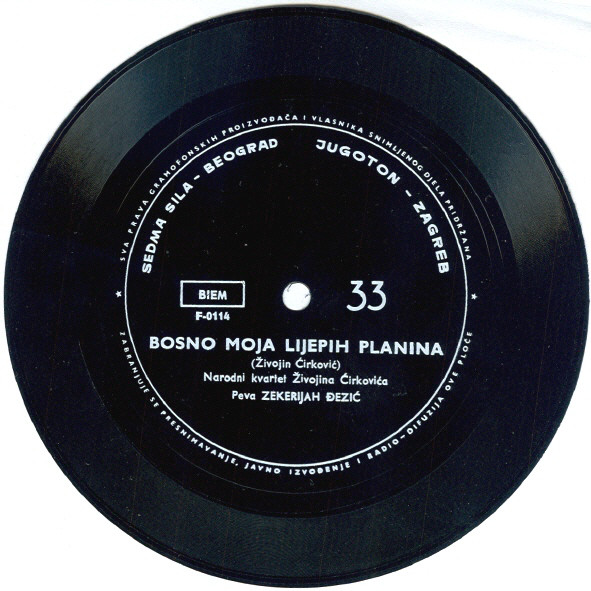 SVA PRAVA GRAMOFONSKIH PROIZVOĐAČA I VLASNIKA SNIMLJENOG DJELA PRIDRŽANA
SEDMA SILA - BEOGRAD
JUGOTON - ZAGREB
BIEM
F-0114
33
BOSNO MOJA LIJEPIH PLANINA
(Živojin Ćirković)
Narodni kvartet Živojina Ćirkovića
Peva ZEKERIJAH ĐEZIĆ
ZABRANJUJE SE PRESNIMAVANJE, JAVNO IZVOĐENJE I RADIO-DIFUZIJA OVE PLOČE